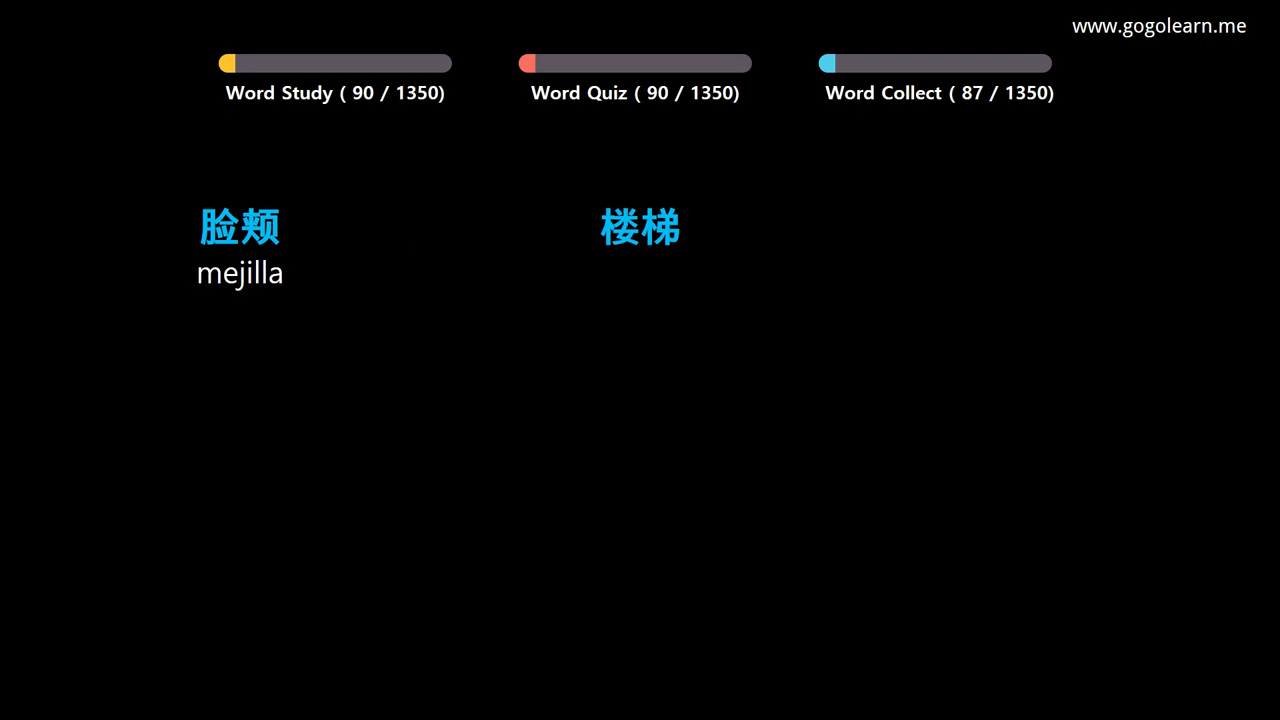 www.gogolearn.me
Word Study ( 90 / 1350)
Word Quiz ( 90 / 1350)
Word Collect ( 87 / 1350)
脸颊
mejilla
楼梯